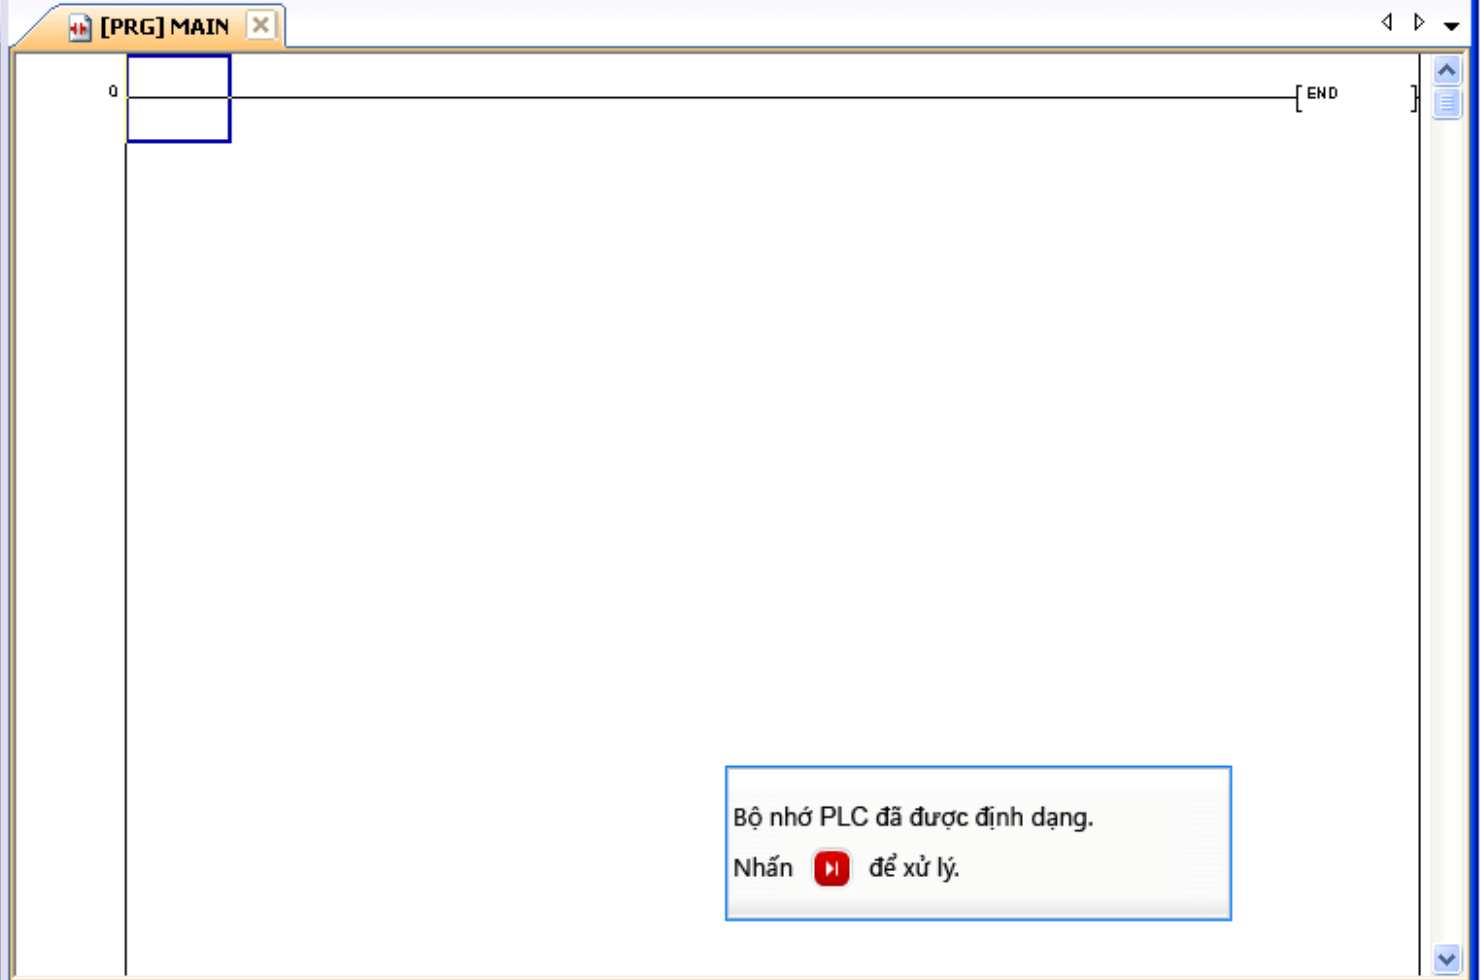 [PRG] MAIN
0
END
Bộ nhớ PLC đã được định dạng.
Nhấn để xử lý.